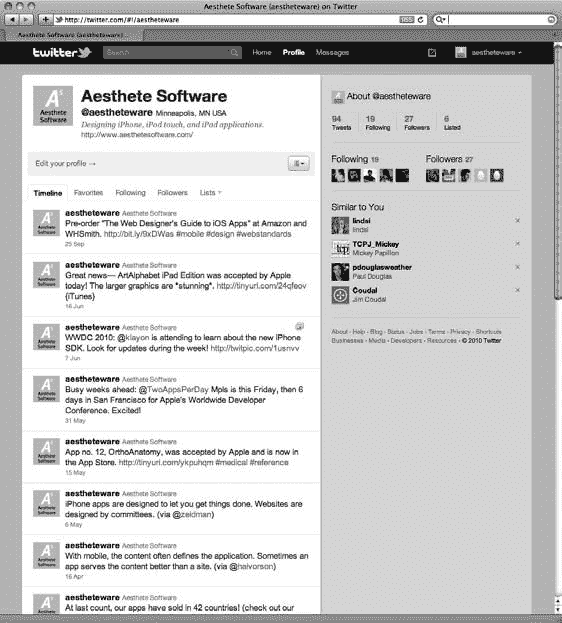 Aesthete Software (aestheteware) on Twitter
http://twitter.com/#!/aestheteware
RSS
Aesthete Software (aestheteware)...
twitter
Search
Home
Profile
Messages
aestheteware
Aesthete Software
Aesthete Software
@aestheteware Minneapolis, MN USA
Designing iPhone, iPod touch, and iPad applications.
http://www.aesthetesoftware.com/
Edit your profile →
Timeline
Favorites
Following
Followers
Lists
aestheteware Aesthete Software
Pre-order "The Web Designer's Guide to iOS Apps" at Amazon and
WHSmith. http://bit.ly/9xDWas #mobile #design #webstandards
25 Sep
aestheteware Aesthete Software
Great news— ArtAlphabet iPad Edition was accepted by Apple
today! The larger graphics are *stunning*. http://tinyurl.com/24qfeov
{iTunes}
16 Jun
aestheteware Aesthete Software
WWDC 2010: @klayon is attending to learn about the new iPhone
SDK. Look for updates during the week! http://twitpic.com/1usnvv
7 Jun
aestheteware Aesthete Software
Busy weeks ahead: @TwoAppsPerDay Mpls is this Friday, then 6
days in San Francisco for Apple's Worldwide Developer
Conference. Excited!
31 May
aestheteware Aesthete Software
App no. 12, OrthoAnatomy, was accepted by Apple and is now in
the App Store. http://tinyurl.com/ykpuhqm #medical #reference
15 May
aestheteware Aesthete Software
iPhone apps are designed to let you get things done. Websites are
designed by committees. (via @zeldman)
6 May
aestheteware Aesthete Software
With mobile, the content often defines the application. Sometimes an
app serves the content better than a site. (via @halvorson)
16 Apr
aestheteware Aesthete Software
At last count, our apps have sold in 42 countries! (check out our
About @aestheteware
94 Tweets
19 Following
27 Followers
6 Listed
Following 19
Followers 27
Similar to You
lindsi
lindsi
TCPJ_Mickey
Mickey Papillon
pdouglasweather
Paul Douglas
Coudal
Jim Coudal
About · Help · Blog · Status · Jobs · Terms · Privacy · Shortcuts
Businesses · Media · Developers · Resources · © 2010 Twitter